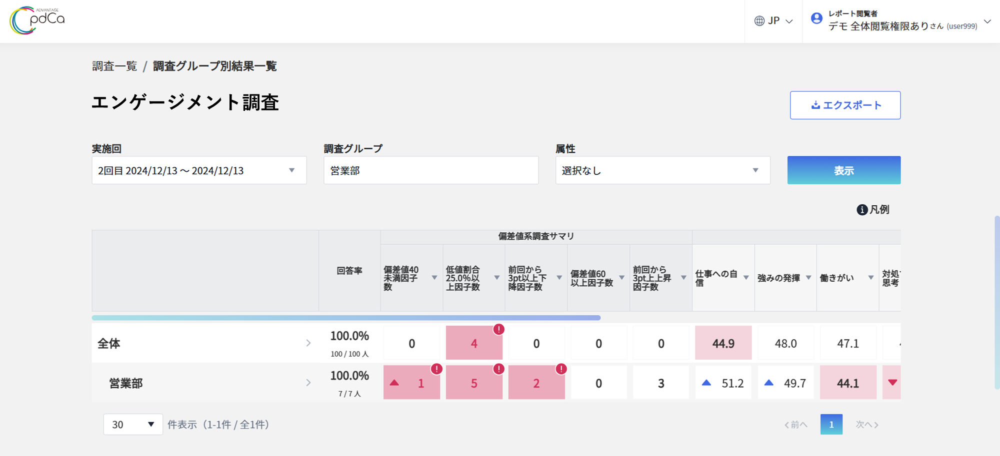 ADVANTAGE
pdCa
JP
レポート閲覧者
デモ 全体閲覧権限ありさん (user999)
調査一覧 / 調査グループ別結果一覧
エンゲージメント調査
エクスポート
実施回
調査グループ
属性
2回目 2024/12/13 ～ 2024/12/13
営業部
選択なし
表示
凡例
偏差値系調査サマリ
回答率
偏差値40
未満因子
数
低値割合
25.0%以
上因子数
前回から
3pt以上下
降因子数
偏差値60
以上因子数
前回から
3pt上上昇
因子数
仕事への自
信
強みの発揮
働きがい
対処
思考
全体
100.0%
100 / 100 人
0
4
0
0
0
44.9
48.0
47.1
営業部
100.0%
7 / 7 人
1
5
2
0
3
51.2
49.7
44.1
30
件表示（1-1件 / 全1件）
前へ
1
次へ